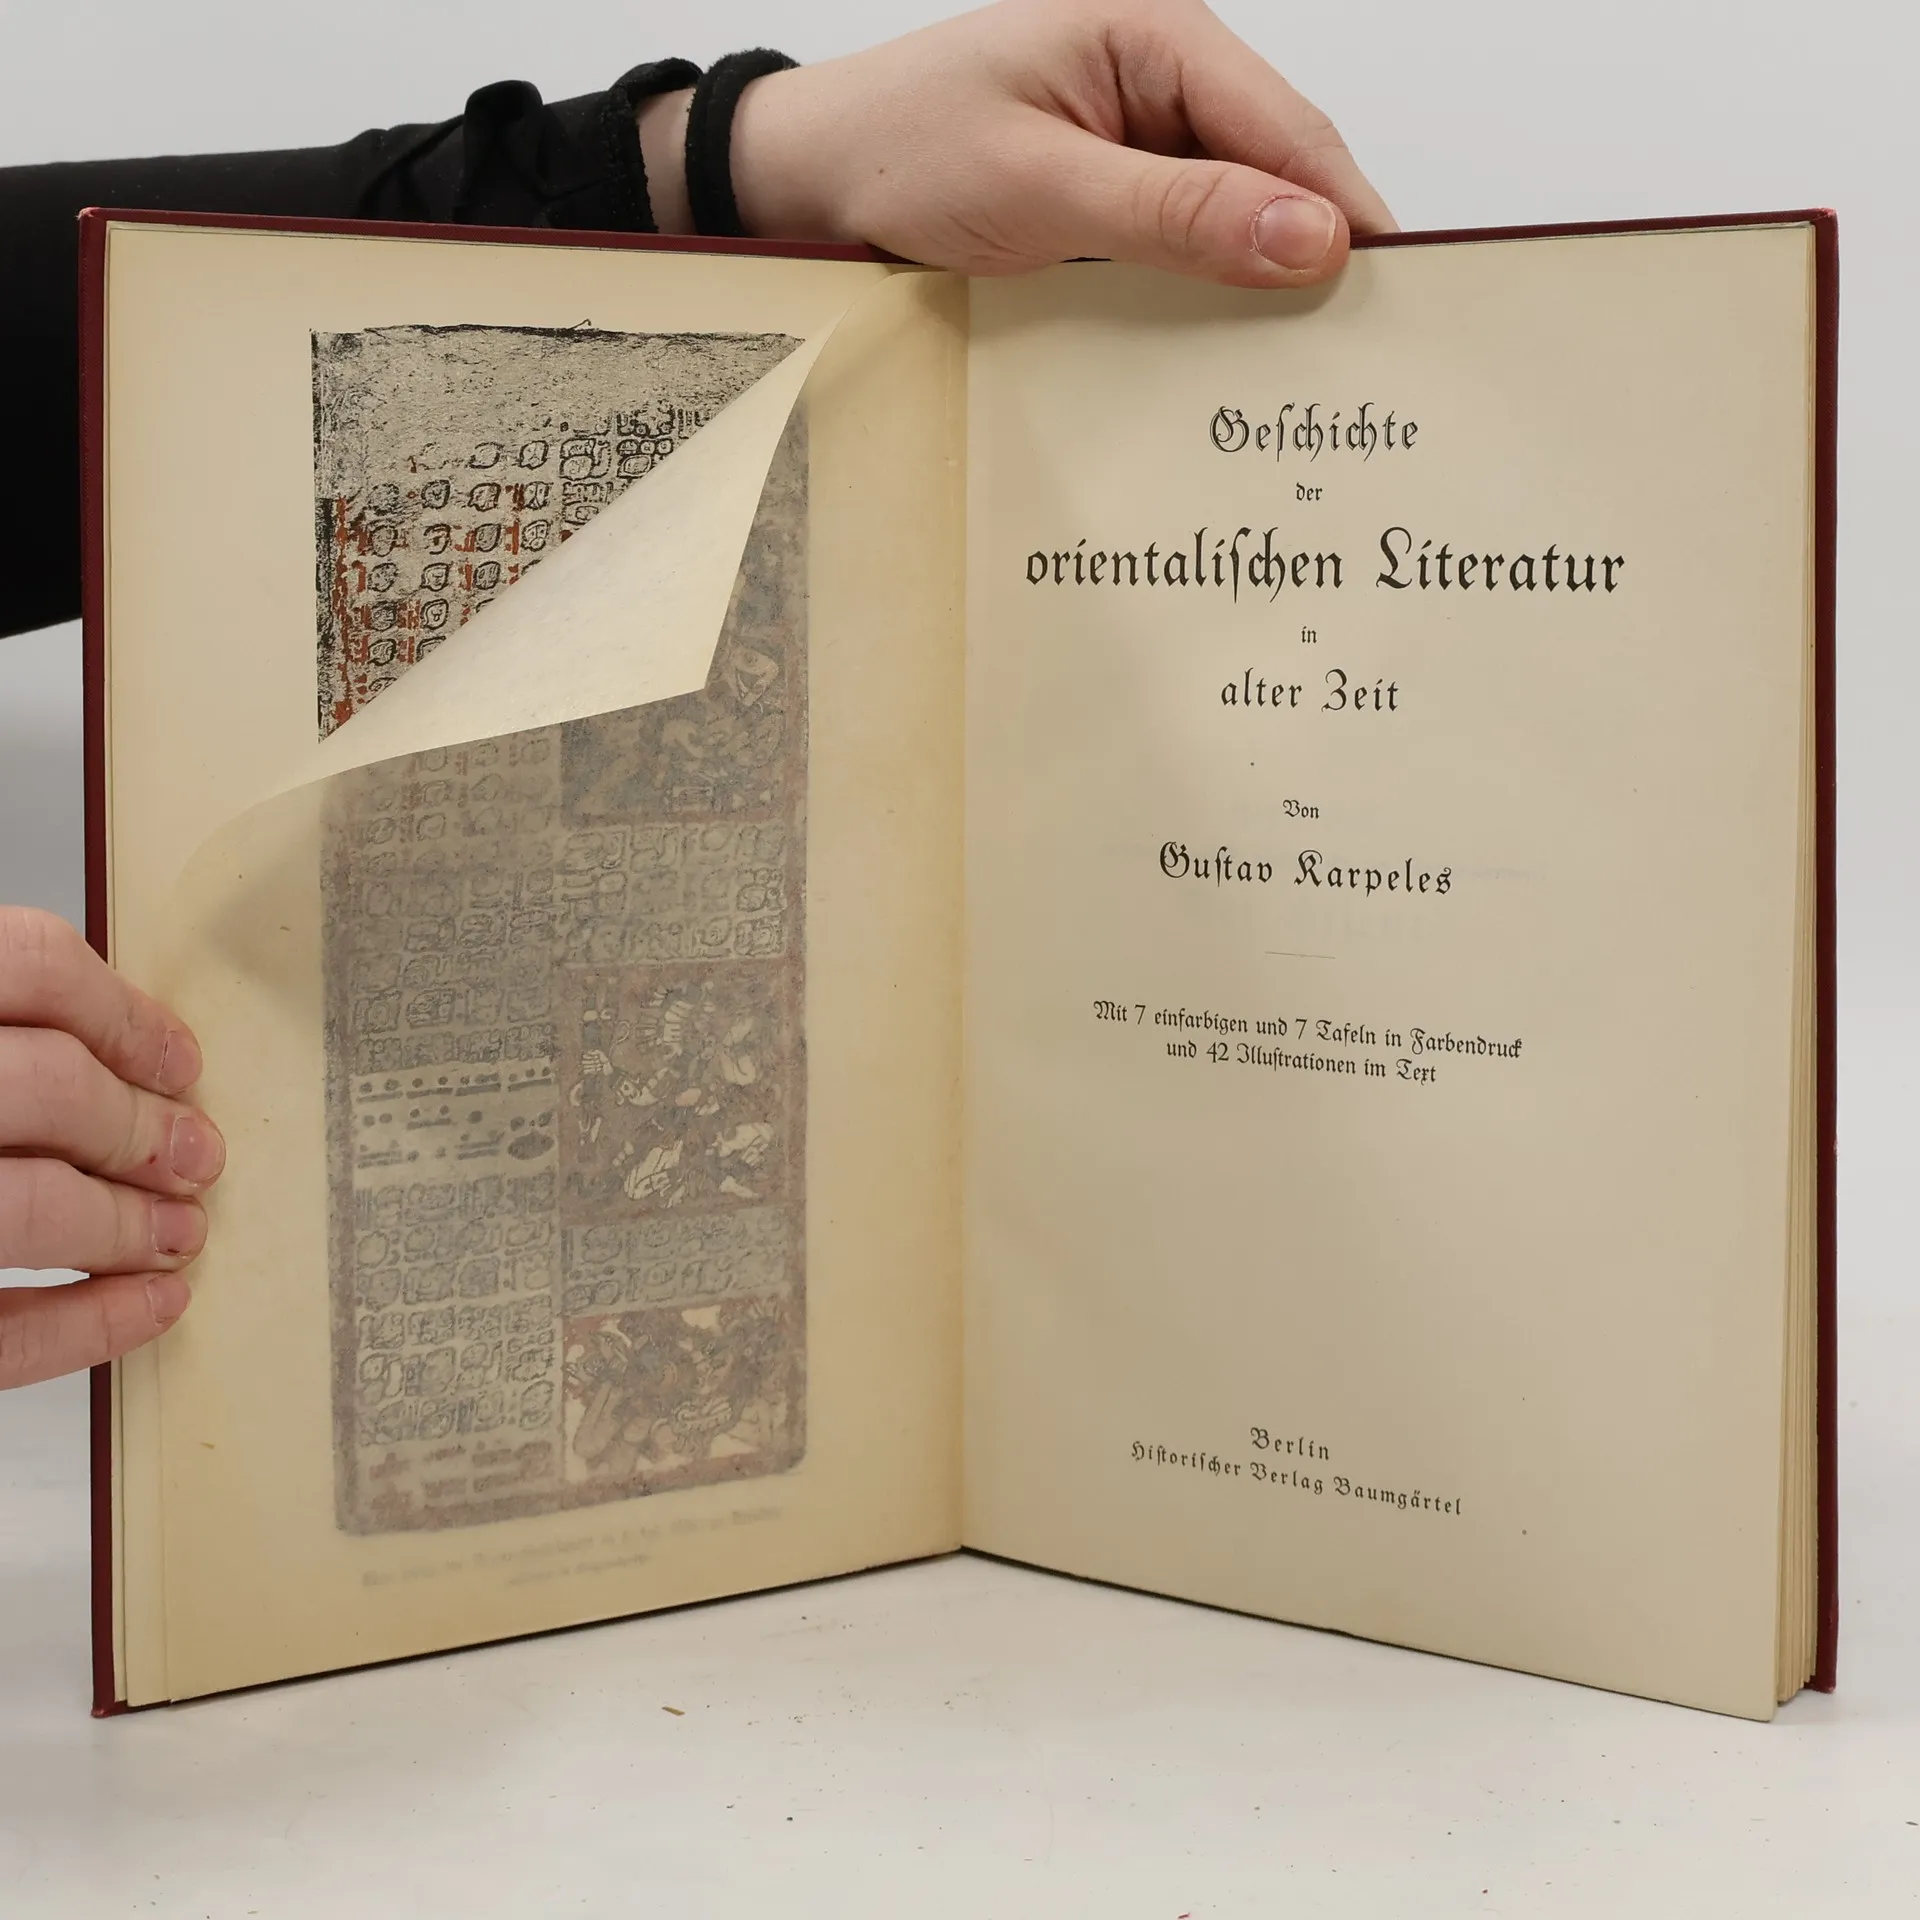 Geſchichte
der
orientaliſchen Literatur
in
alter Zeit
Von
Guſtav Karpeles
Mit 7 einfarbigen und 7 Tafeln in Farbendruck
und 42 Illuſtrationen im Text
Berlin
Hiſtoriſcher Verlag Baumgärtel